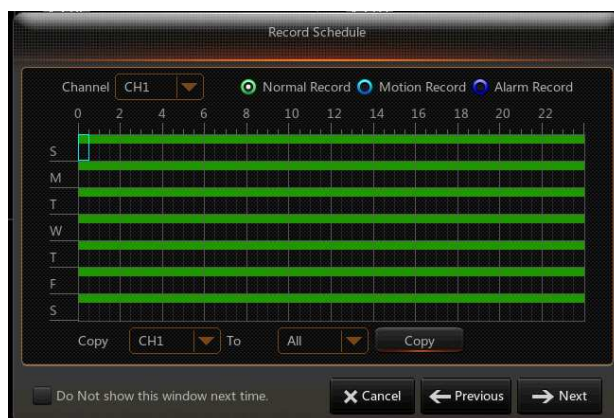 Record Schedule
Channel CH1 Normal Record Motion Record Alarm Record
0 2 4 6 8 10 12 14 16 18 20 22
S
M
T
W
T
F
S
Copy CH1 To All Copy
Do Not show this window next time. Cancel Previous Next